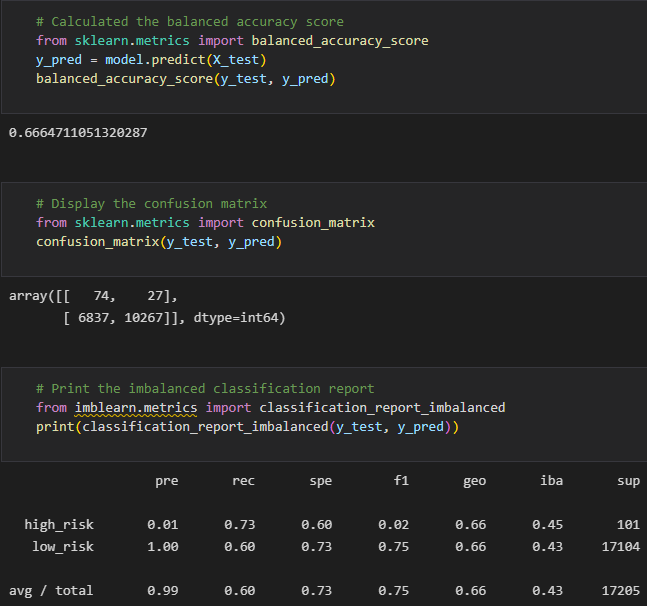 # Calculated the balanced accuracy score
from sklearn.metrics import balanced_accuracy_score
y_pred = model.predict(X_test)
balanced_accuracy_score(y_test, y_pred)
0.6664711051320287
# Display the confusion matrix
from sklearn.metrics import confusion_matrix
confusion_matrix(y_test, y_pred)
array([[   74,    27],
       [ 6837, 10267]], dtype=int64)
# Print the imbalanced classification report
from imblearn.metrics import classification_report_imbalanced
print(classification_report_imbalanced(y_test, y_pred))
pre rec spe f1 geo iba sup
high_risk 0.01 0.73 0.60 0.02 0.66 0.45 101
low_risk 1.00 0.60 0.73 0.75 0.66 0.43 17104
avg / total 0.99 0.60 0.73 0.75 0.66 0.43 17205